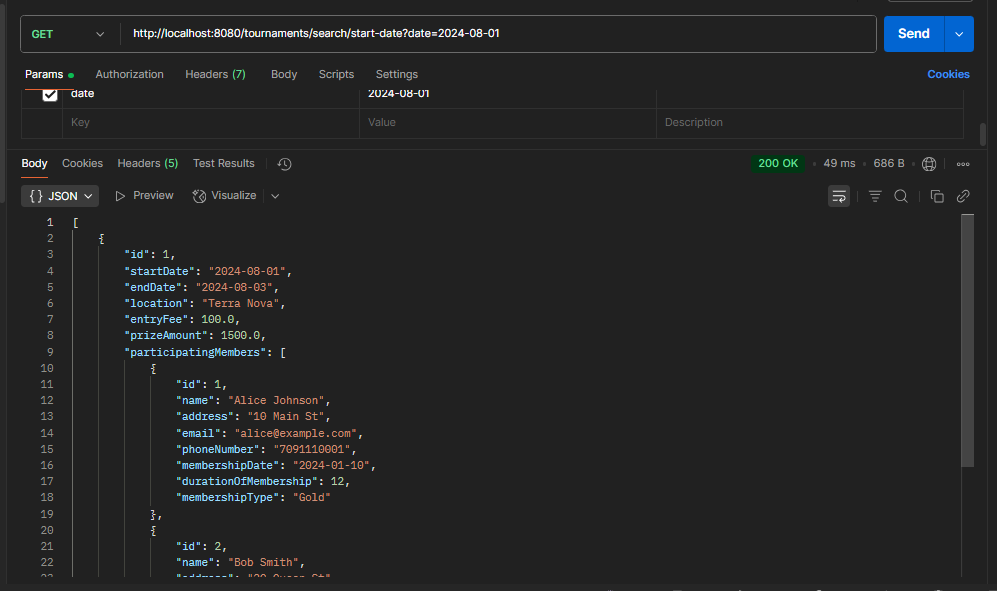 GET http://localhost:8080/tournaments/search/start-date?date=2024-08-01 Send
Params Authorization Headers (7) Body Scripts Settings Cookies
date 2024-08-01
Key Value Description
Body Cookies Headers (5) Test Results 200 OK 49 ms 686 B
{ } JSON Preview Visualize
1 [
2 {
3 "id": 1,
4 "startDate": "2024-08-01",
5 "endDate": "2024-08-03",
6 "location": "Terra Nova",
7 "entryFee": 100.0,
8 "prizeAmount": 1500.0,
9 "participatingMembers": [
10 {
11 "id": 1,
12 "name": "Alice Johnson",
13 "address": "10 Main St",
14 "email": "alice@example.com",
15 "phoneNumber": "7091110001",
16 "membershipDate": "2024-01-10",
17 "durationOfMembership": 12,
18 "membershipType": "Gold"
19 },
20 {
21 "id": 2,
22 "name": "Bob Smith",